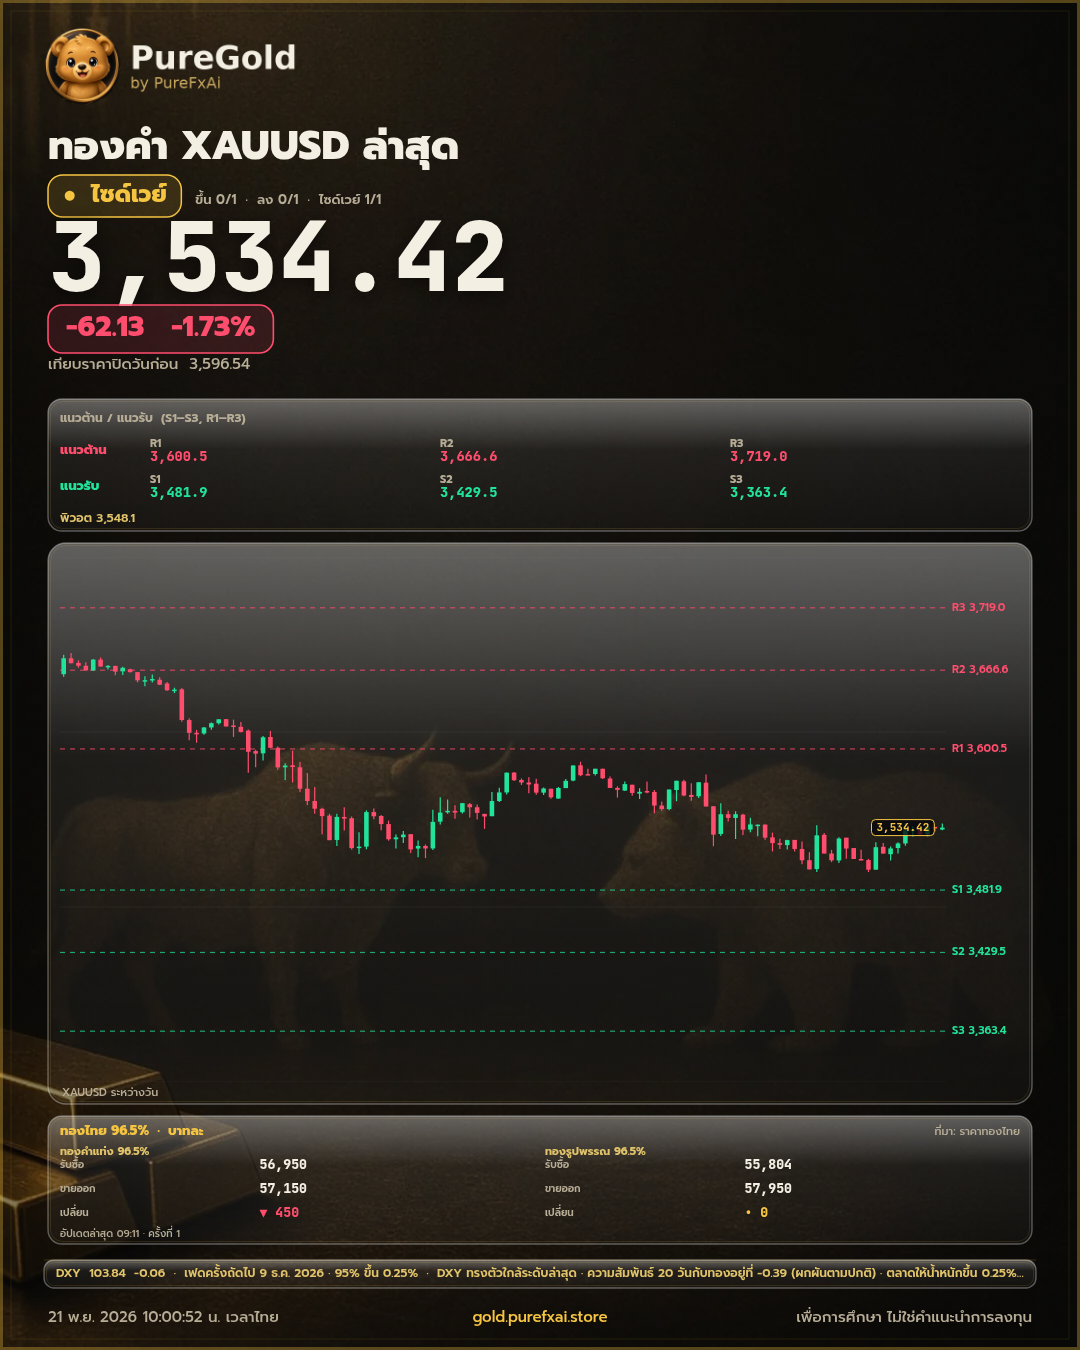 PureGold
by PureFxAi
ทองคำ XAUUSD ล่าสุด
• ไซด์เวย์ ขึ้น 0/1 · ลง 0/1 · ไซด์เวย์ 1/1
3,534.42
-62.13 -1.73%
เทียบราคาปิดวันก่อน 3,596.54
แนวต้าน / แนวรับ (S1–S3, R1–R3)
R1 R2 R3
แนวต้าน 3,600.5 3,666.6 3,719.0
S1 S2 S3
แนวรับ 3,481.9 3,429.5 3,363.4
พิวอต 3,548.1
R3 3,719.0
R2 3,666.6
R1 3,600.5
3,534.42
S1 3,481.9
S2 3,429.5
S3 3,363.4
XAUUSD ระหว่างวัน
ทองไทย 96.5% · บาทละ ที่มา: ราคาทองไทย
ทองคำแท่ง 96.5% ทองรูปพรรณ 96.5%
รับซื้อ 56,950 รับซื้อ 55,804
ขายออก 57,150 ขายออก 57,950
เปลี่ยน ▼ 450 เปลี่ยน • 0
อัปเดตล่าสุด 09:11 · ครั้งที่ 1
DXY 103.84 -0.06 · เฟดครั้งถัดไป 9 ธ.ค. 2026 · 95% ขึ้น 0.25% · DXY ทรงตัวใกล้ระดับล่าสุด · ความสัมพันธ์ 20 วันกับทองอยู่ที่ -0.39 (ผกผันตามปกติ) · ตลาดให้น้ำหนักขึ้น 0.25%...
21 พ.ย. 2026 10:00:52 น. เวลาไทย gold.purefxai.store เพื่อการศึกษา ไม่ใช่คำแนะนำการลงทุน